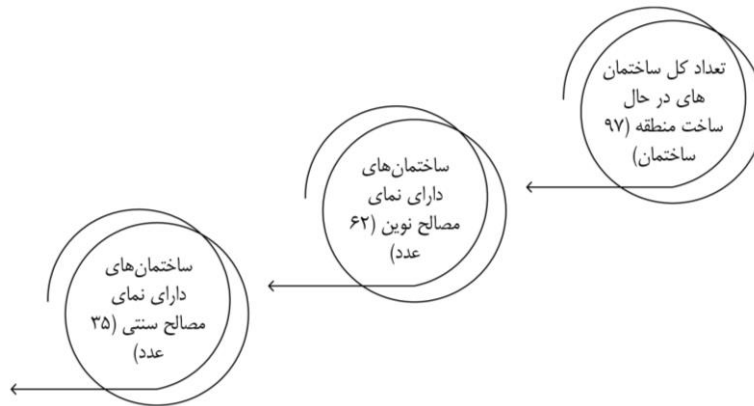 تعداد کل ساختمان
های در حال
ساخت منطقه (۹۷
ساختمان)
ساختمان‌های
دارای نمای
مصالح نوین (۶۲
عدد)
ساختمان‌های
دارای نمای
مصالح سنتی (۳۵
عدد)